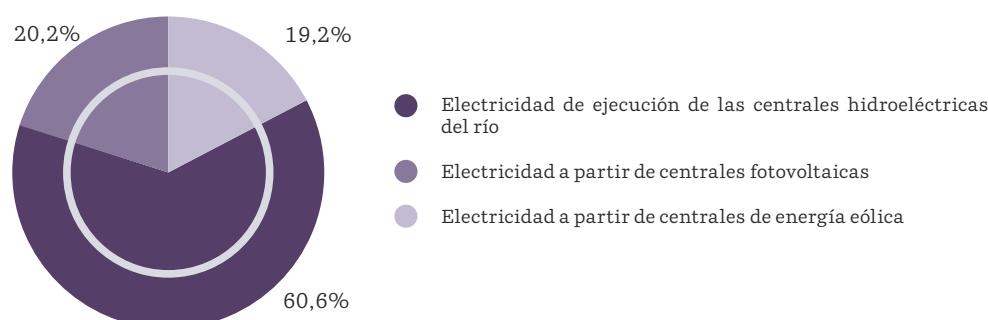 20,2%
19,2%
Electricidad de ejecución de las centrales hidroeléctricas
del río
Electricidad a partir de centrales fotovoltaicas
Electricidad a partir de centrales de energía eólica
60,6%